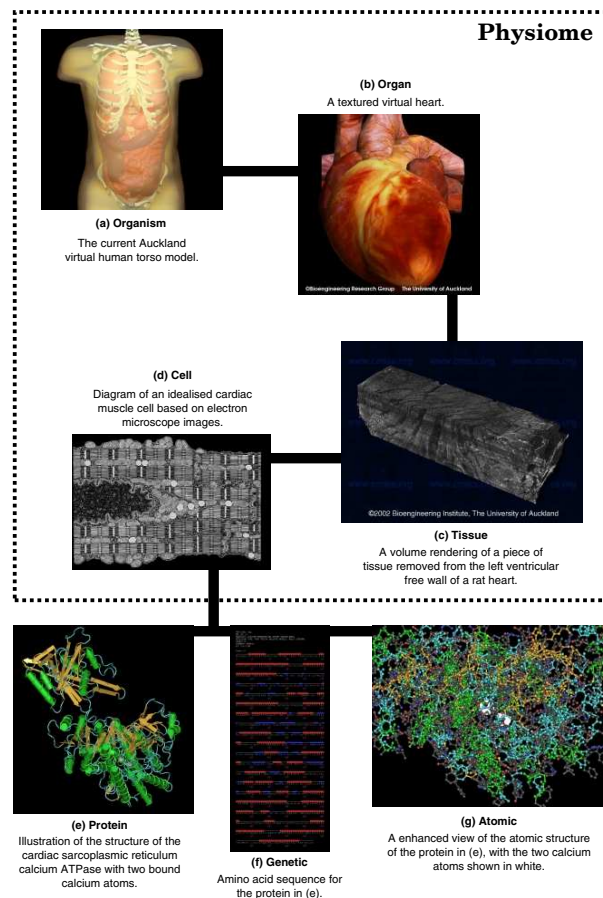 Physiome
(a) Organism
The current Auckland
virtual human torso model.
(b) Organ
A textured virtual heart.
©Bioengineering Research Group The University of Auckland
(c) Tissue
A volume rendering of a piece of
tissue removed from the left ventricular
free wall of a rat heart.
©2002 Bioengineering Institute, The University of Auckland
(d) Cell
Diagram of an idealised cardiac
muscle cell based on electron
microscope images.
(e) Protein
Illustration of the structure of the
cardiac sarcoplasmic reticulum
calcium ATPase with two bound
calcium atoms.
(f) Genetic
Amino acid sequence for
the protein in (e).
(g) Atomic
A enhanced view of the atomic structure
of the protein in (e), with the two calcium
atoms shown in white.